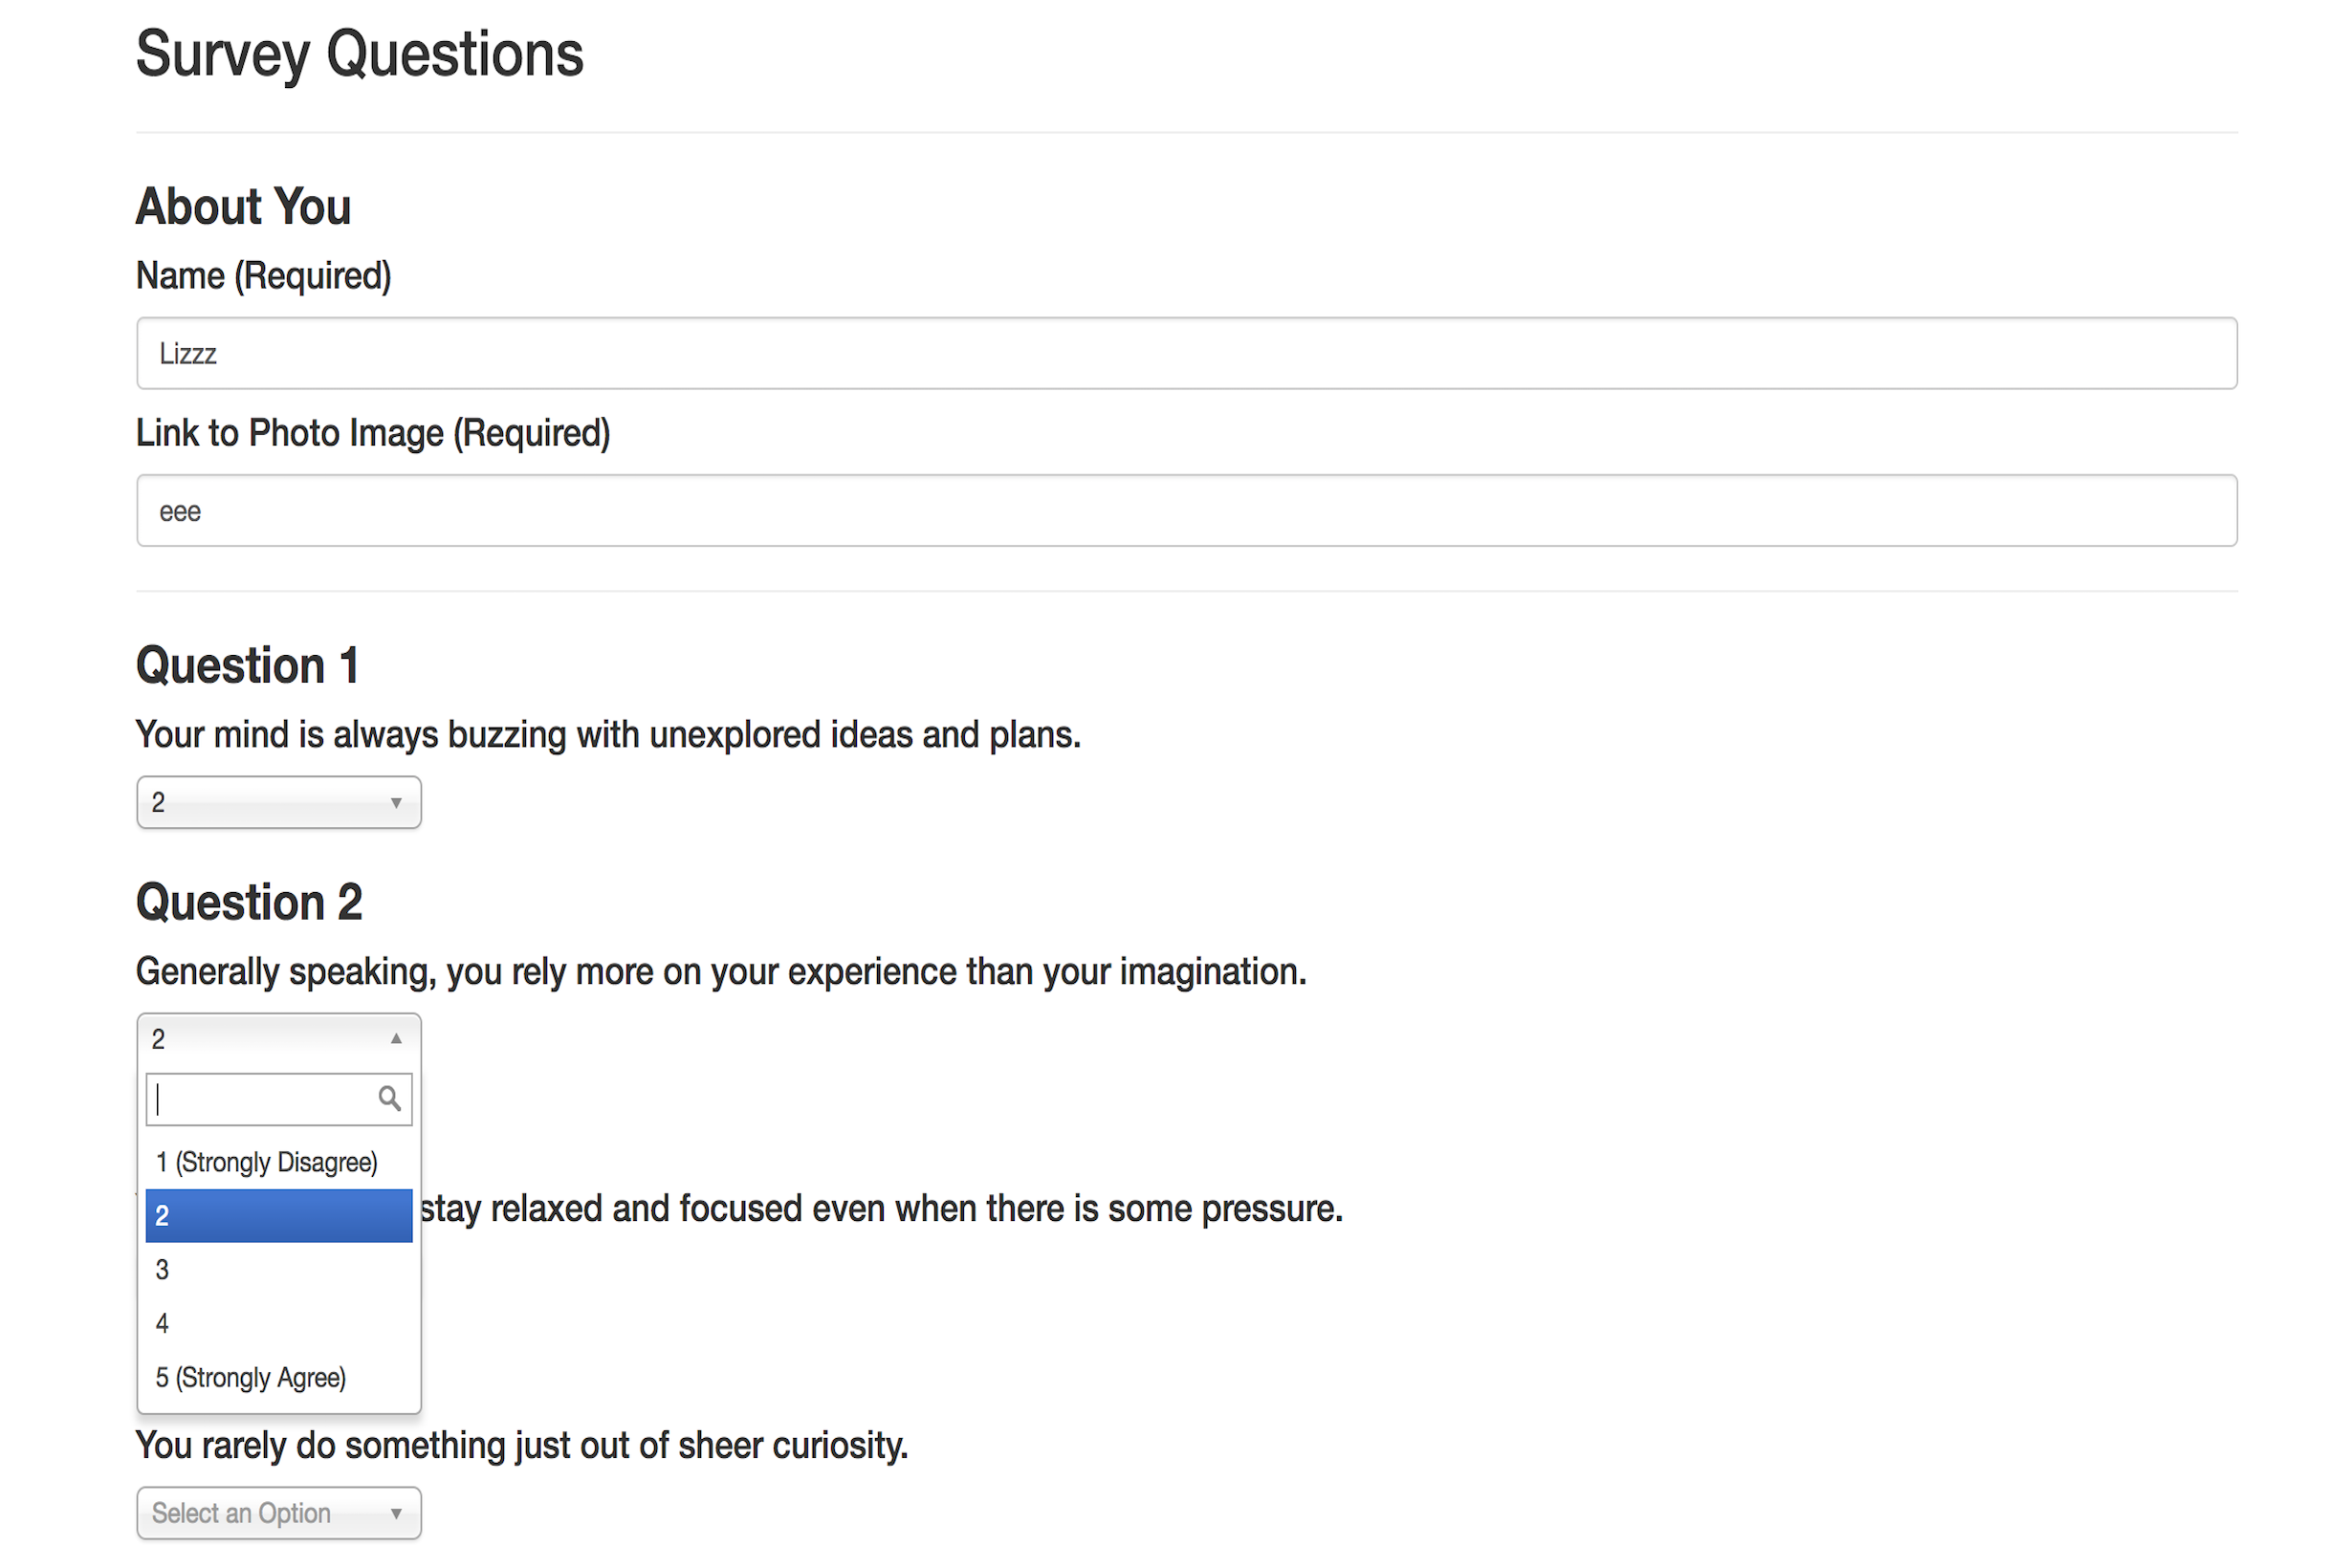 Survey Questions
About You
Name (Required)
Lizzz
Link to Photo Image (Required)
eee
Question 1
Your mind is always buzzing with unexplored ideas and plans.
2
Question 2
Generally speaking, you rely more on your experience than your imagination.
2
1 (Strongly Disagree)
2
stay relaxed and focused even when there is some pressure.
3
4
5 (Strongly Agree)
You rarely do something just out of sheer curiosity.
Select an Option